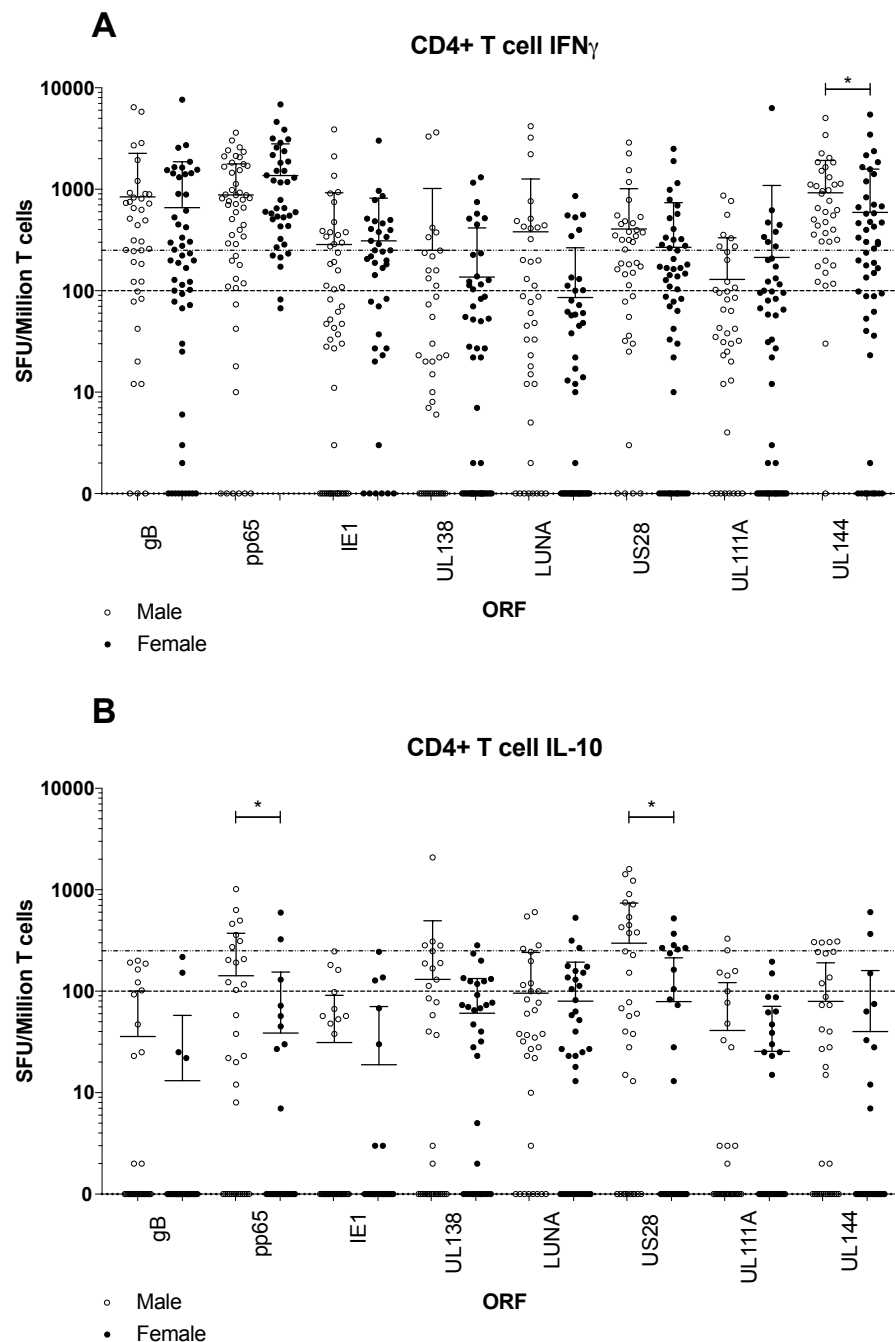 A
CD4+ T cell IFNγ
*
10000
1000
100
10
0
SFU/Million T cells
gB
pp65
IE1
UL138
LUNA
US28
UL111A
UL144
ORF
Male
Female
B
CD4+ T cell IL-10
*
*
10000
1000
100
10
0
SFU/Million T cells
gB
pp65
IE1
UL138
LUNA
US28
UL111A
UL144
ORF
Male
Female